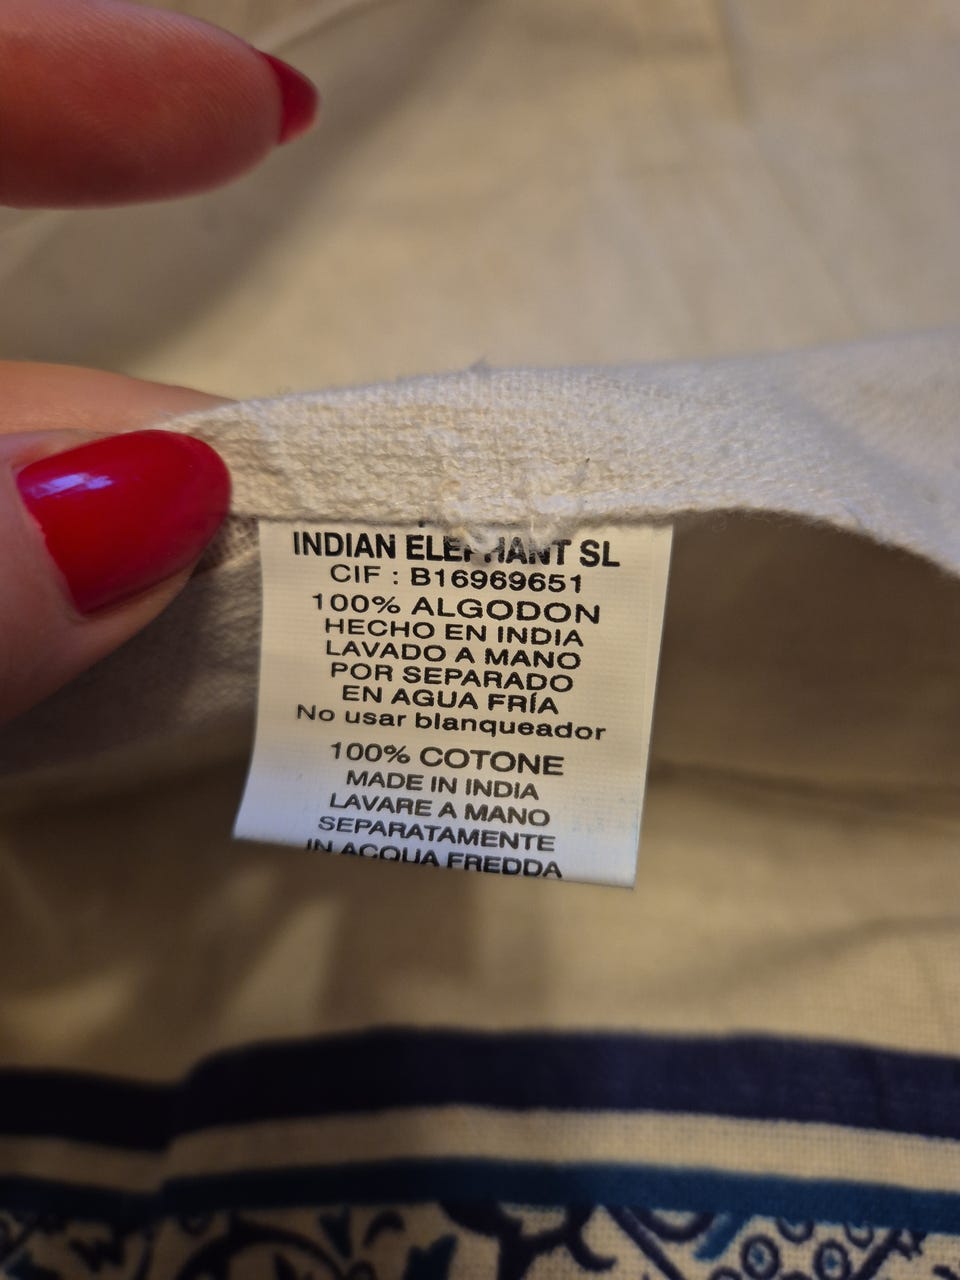 INDIAN ELEPHANT SL
CIF : B16969651
100% ALGODON
HECHO EN INDIA
LAVADO A MANO
POR SEPARADO
EN AGUA FRÍA
No usar blanqueador
100% COTONE
MADE IN INDIA
LAVARE A MANO
SEPARATAMENTE
IN ACQUA FREDDA